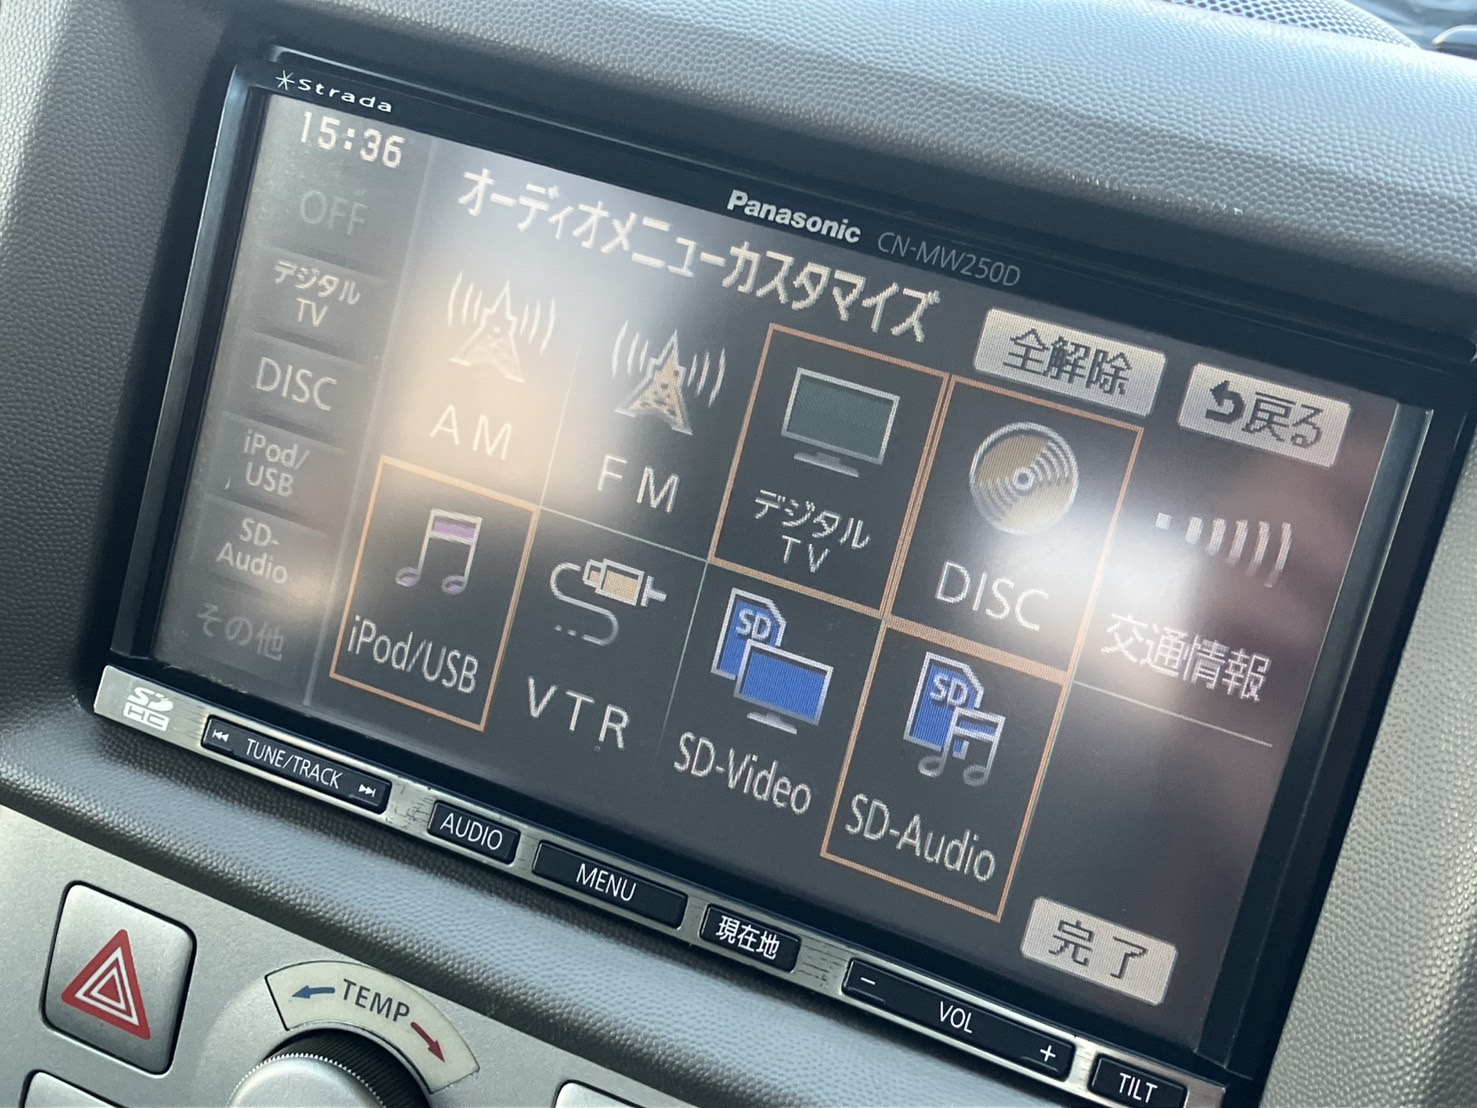 Strada
Panasonic CN-MW250D
15:36
オーディオメニューカスタマイズ
全解除
戻る
OFF
デジタル
TV
DISC
iPod/
USB
SD-
Audio
その他
AM
FM
デジタル
TV
DISC
交通情報
iPod/USB
VTR
SD
SD-Video
SD
SD-Audio
完了
SD
HC
TUNE/TRACK
AUDIO
MENU
現在地
− VOL +
TILT
TEMP